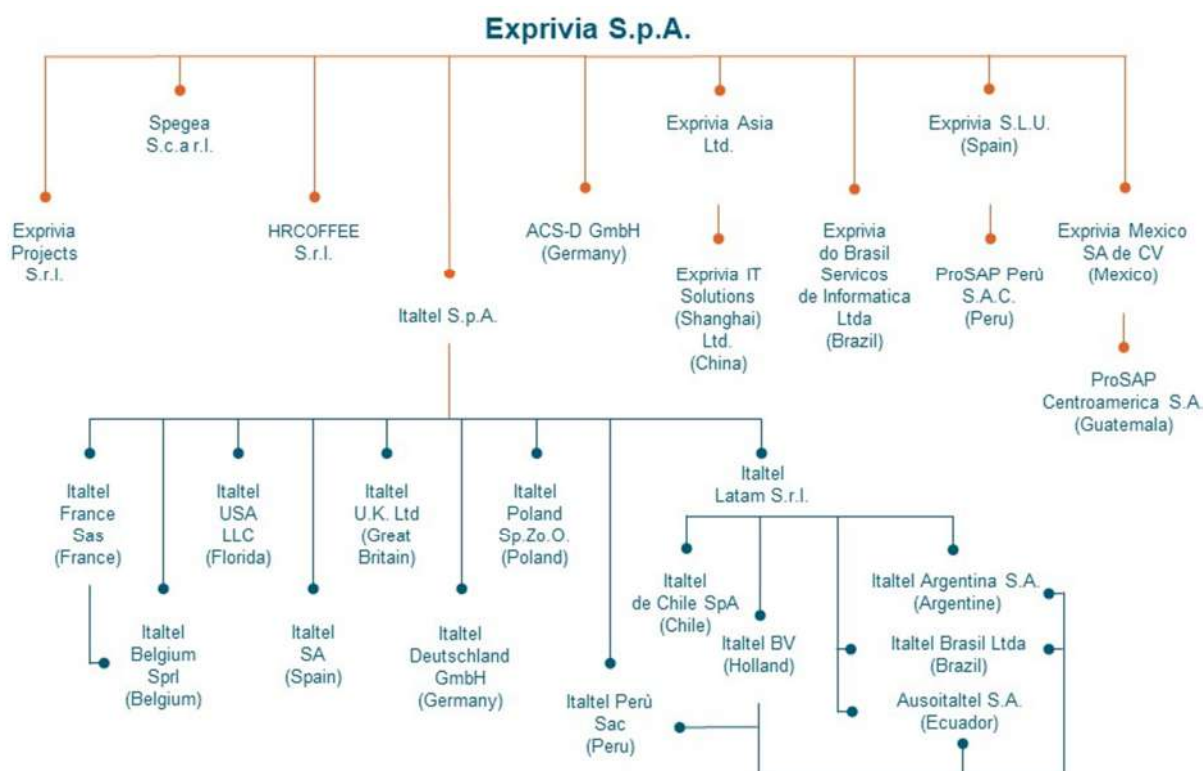 Exprivia S.p.A.
Spegea
S.c.a r.l.
Exprivia Asia
Ltd.
Exprivia S.L.U.
(Spain)
Exprivia
Projects
S.r.l.
HRCOFFEE
S.r.l.
ACS-D GmbH
(Germany)
Exprivia
do Brasil
Servicos
de Informatica
Ltda
(Brazil)
Exprivia Mexico
SA de CV
(Mexico)
Exprivia IT
Solutions
(Shanghai)
Ltd.
(China)
ProSAP Perù
S.A.C.
(Peru)
Italtel S.p.A.
ProSAP
Centroamerica S.A.
(Guatemala)
Italtel
France
Sas
(France)
Italtel
USA
LLC
(Florida)
Italtel
U.K. Ltd
(Great
Britain)
Italtel
Poland
Sp.Zo.O.
(Poland)
Italtel
Latam S.r.l.
Italtel
Belgium
Sprl
(Belgium)
Italtel
SA
(Spain)
Italtel
Deutschland
GmbH
(Germany)
Italtel Perù
Sac
(Peru)
Italtel
de Chile SpA
(Chile)
Italtel BV
(Holland)
Italtel Argentina S.A.
(Argentine)
Italtel Brasil Ltda
(Brazil)
Ausoitaltel S.A.
(Ecuador)